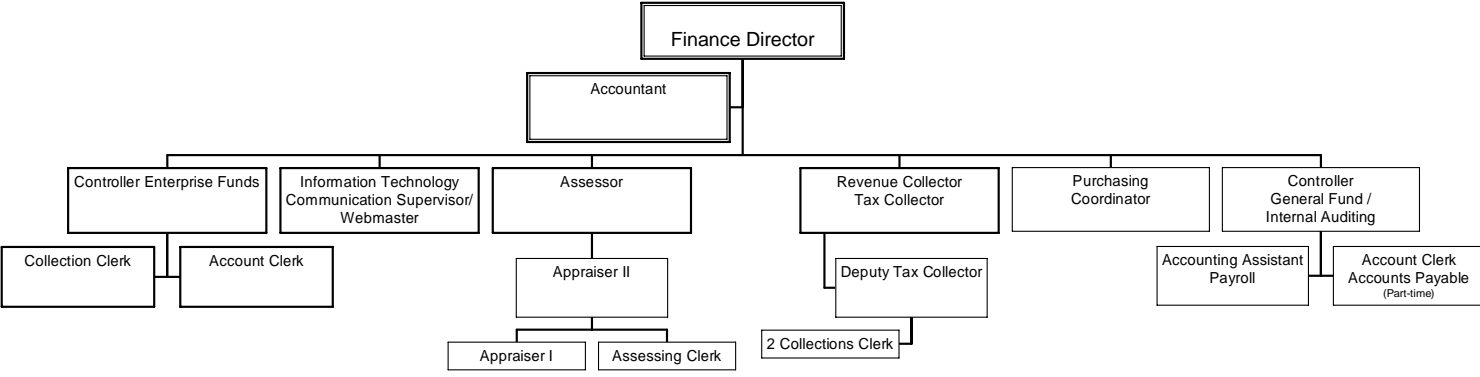 Finance Director
Accountant
Controller Enterprise Funds
Information Technology
Communication Supervisor/
Webmaster
Assessor
Revenue Collector
Tax Collector
Purchasing
Coordinator
Controller
General Fund /
Internal Auditing
Collection Clerk
Account Clerk
Appraiser II
Deputy Tax Collector
Accounting Assistant
Payroll
Account Clerk
Accounts Payable
(Part-time)
Appraiser I
Assessing Clerk
2 Collections Clerk